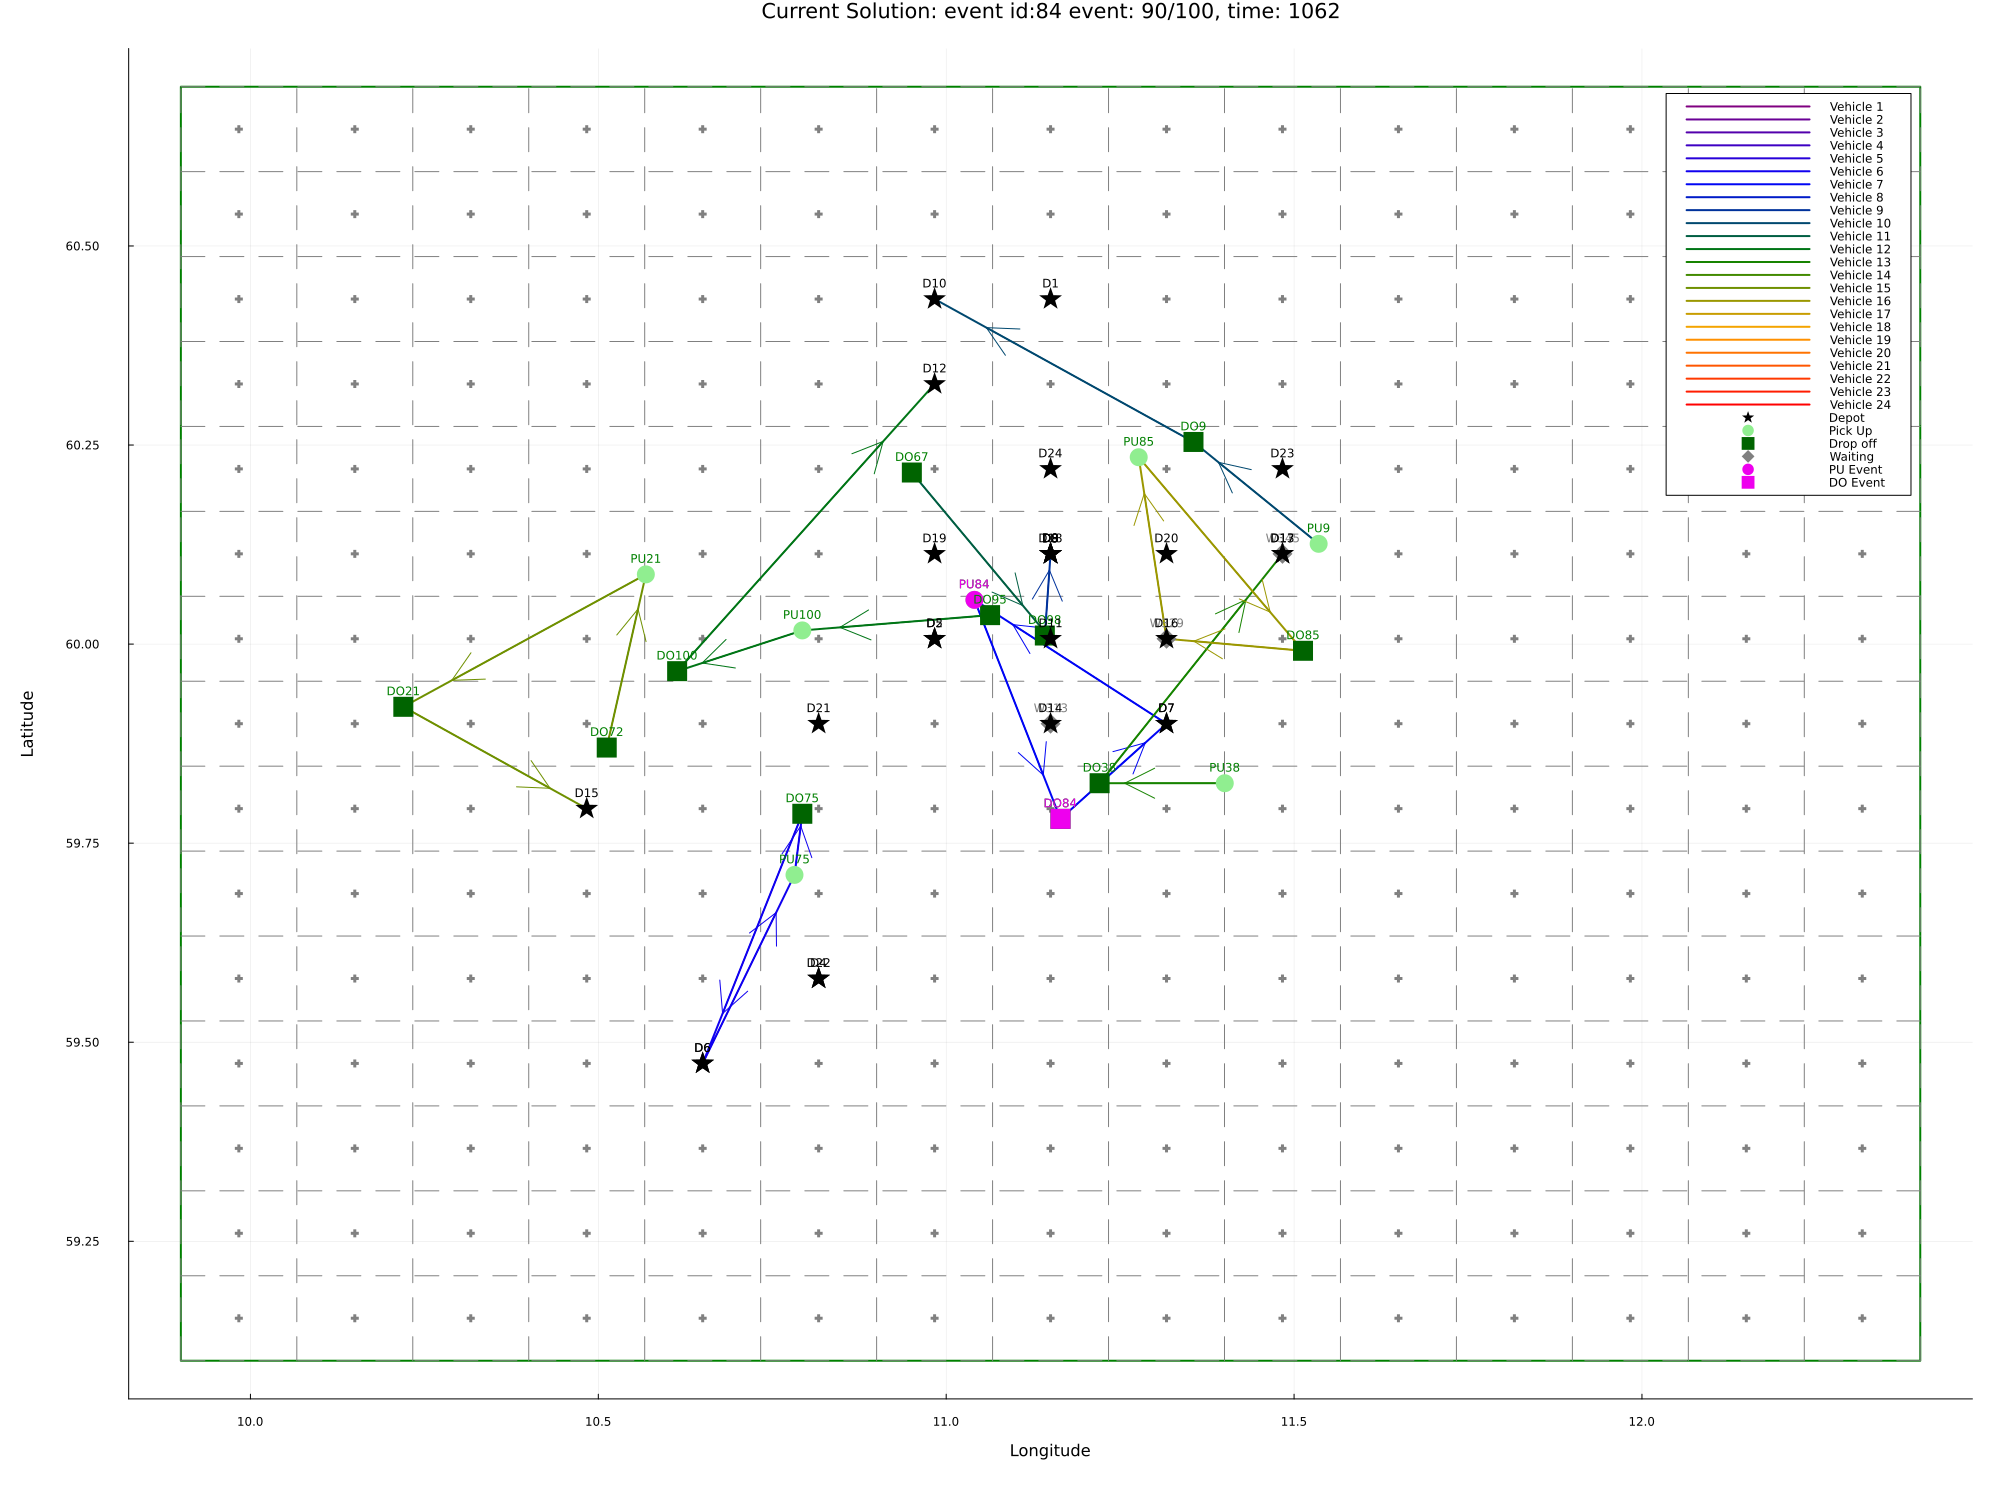 Current Solution: event id:84 event: 90/100, time: 1062
Vehicle 1
Vehicle 2
Vehicle 3
Vehicle 4
Vehicle 5
Vehicle 6
Vehicle 7
Vehicle 8
Vehicle 9
Vehicle 10
Vehicle 11
Vehicle 12
Vehicle 13
Vehicle 14
Vehicle 15
Vehicle 16
Vehicle 17
Vehicle 18
Vehicle 19
Vehicle 20
Vehicle 21
Vehicle 22
Vehicle 23
Vehicle 24
Depot
Pick Up
Drop off
Waiting
PU Event
DO Event
60.50
D10
D1
D12
60.25
DO9
PU85
D24
D23
DO67
PU9
D19
D20
PU21
PU84
DO95
PU100
D11
D16
60.00
DO85
DO100
DO21
D21
D14
D7
DO72
DO38
PU38
D15
DO75
DO84
59.75
PU75
D22
59.50
D6
59.25
10.0
10.5
11.0
11.5
12.0
Latitude
Longitude